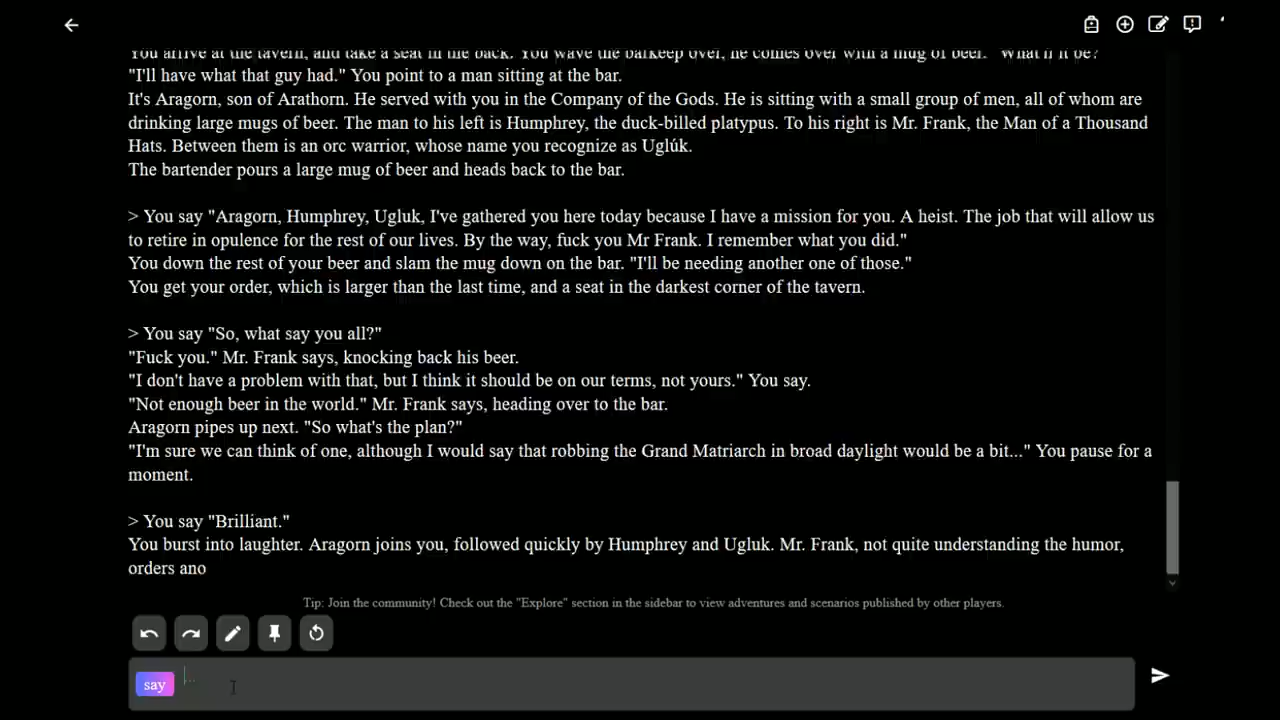 You arrive at the tavern, and take a seat in the back. You wave the barkeep over, he comes over with a mug of beer. "What'll it be?"
"I'll have what that guy had." You point to a man sitting at the bar.
It's Aragorn, son of Arathorn. He served with you in the Company of the Gods. He is sitting with a small group of men, all of whom are
drinking large mugs of beer. The man to his left is Humphrey, the duck-billed platypus. To his right is Mr. Frank, the Man of a Thousand
Hats. Between them is an orc warrior, whose name you recognize as Uglúk.
The bartender pours a large mug of beer and heads back to the bar.
> You say "Aragorn, Humphrey, Ugluk, I've gathered you here today because I have a mission for you. A heist. The job that will allow us
to retire in opulence for the rest of our lives. By the way, fuck you Mr Frank. I remember what you did."
You down the rest of your beer and slam the mug down on the bar. "I'll be needing another one of those."
You get your order, which is larger than the last time, and a seat in the darkest corner of the tavern.
> You say "So, what say you all?"
"Fuck you." Mr. Frank says, knocking back his beer.
"I don't have a problem with that, but I think it should be on our terms, not yours." You say.
"Not enough beer in the world." Mr. Frank says, heading over to the bar.
Aragorn pipes up next. "So what's the plan?"
"I'm sure we can think of one, although I would say that robbing the Grand Matriarch in broad daylight would be a bit..." You pause for a
moment.
> You say "Brilliant."
You burst into laughter. Aragorn joins you, followed quickly by Humphrey and Ugluk. Mr. Frank, not quite understanding the humor,
orders ano
Tip: Join the community! Check out the "Explore" section in the sidebar to view adventures and scenarios published by other players.
say ...